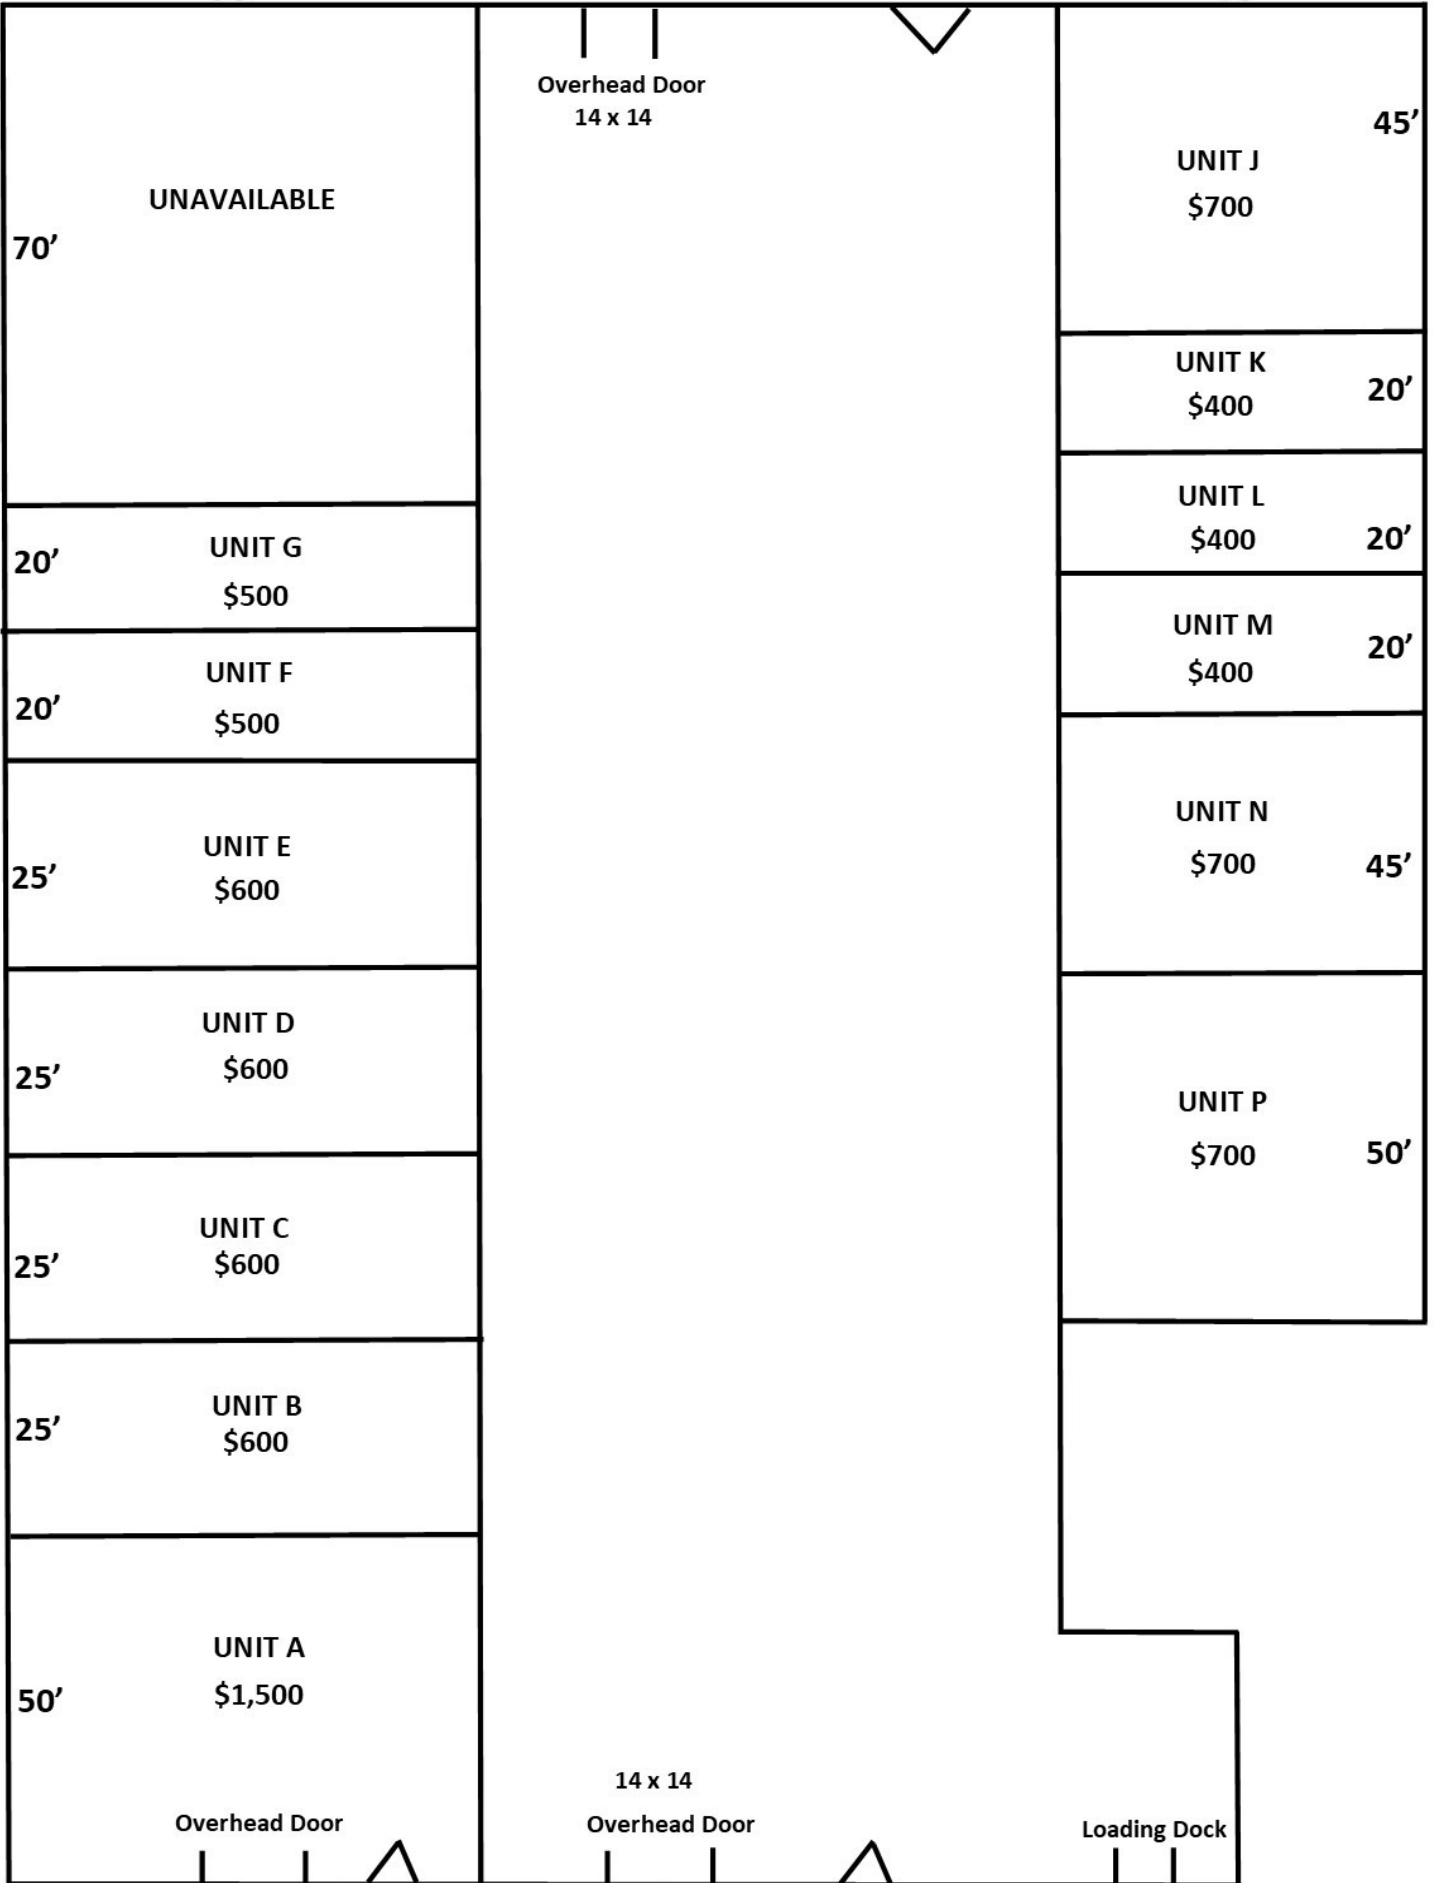 Overhead Door
14 x 14
UNAVAILABLE
70’
UNIT G
$500
20’
UNIT F
$500
20’
UNIT E
$600
25’
UNIT D
$600
25’
UNIT C
$600
25’
UNIT B
$600
25’
UNIT A
$1,500
50’
Overhead Door
14 x 14
Overhead Door
45’
UNIT J
$700
UNIT K
$400
20’
UNIT L
$400
20’
UNIT M
$400
20’
UNIT N
$700
45’
UNIT P
$700
50’
Loading Dock